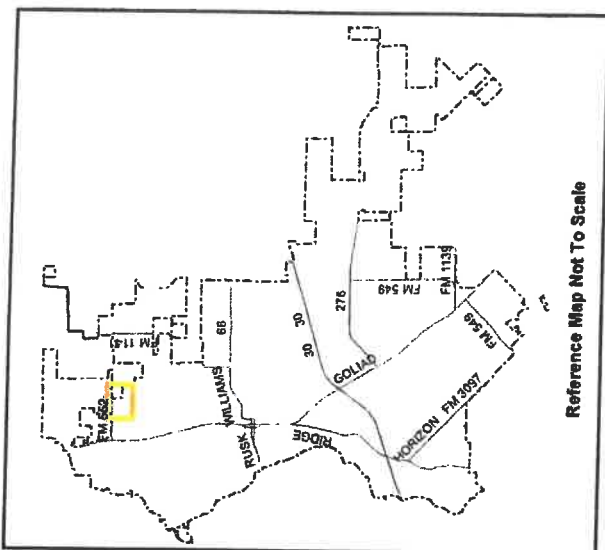 FM 552
FM 1141
66
WILLIAMS
RUSK
30
30
276
FM 549
FM 1139
GOLIAD
RIDGE
HORIZON FM 3097
FM 549
Reference Map Not To Scale